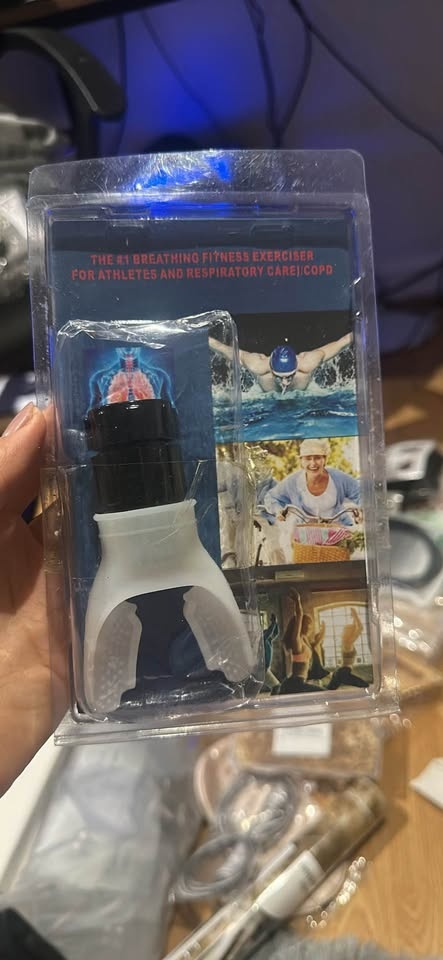 THE #1 BREATHING FITNESS EXERCISER
FOR ATHLETES AND RESPIRATORY CARE)/COPD